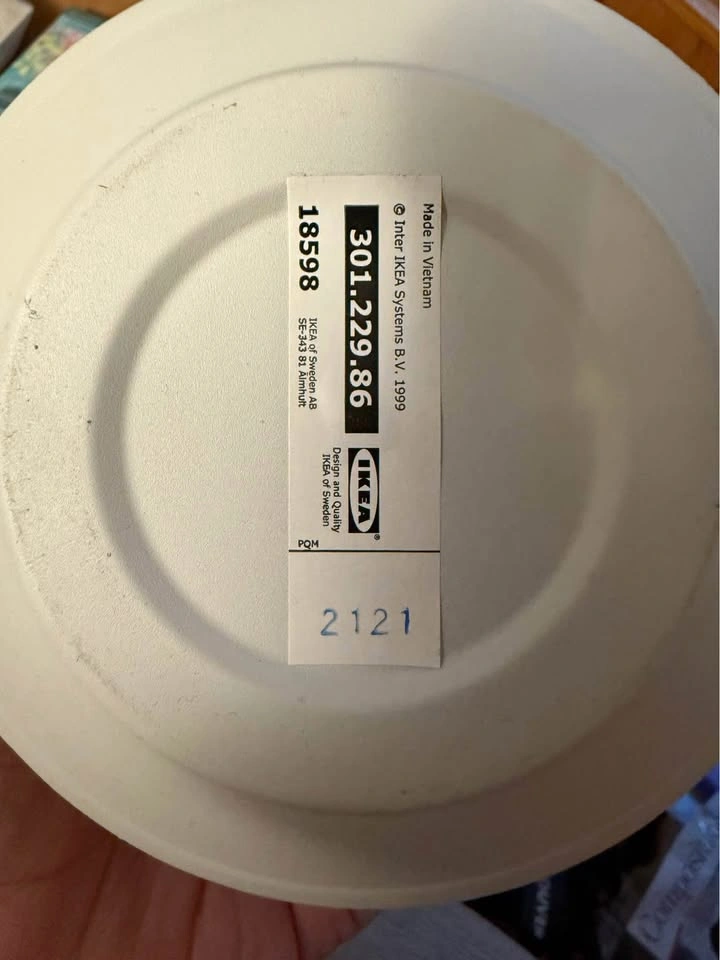 Made in Vietnam
© Inter IKEA Systems B.V. 1999
301.229.86
IKEA®
18598
IKEA of Sweden AB
SE-343 81 Älmhult
Design and Quality
IKEA of Sweden
PQM
2121
Composit